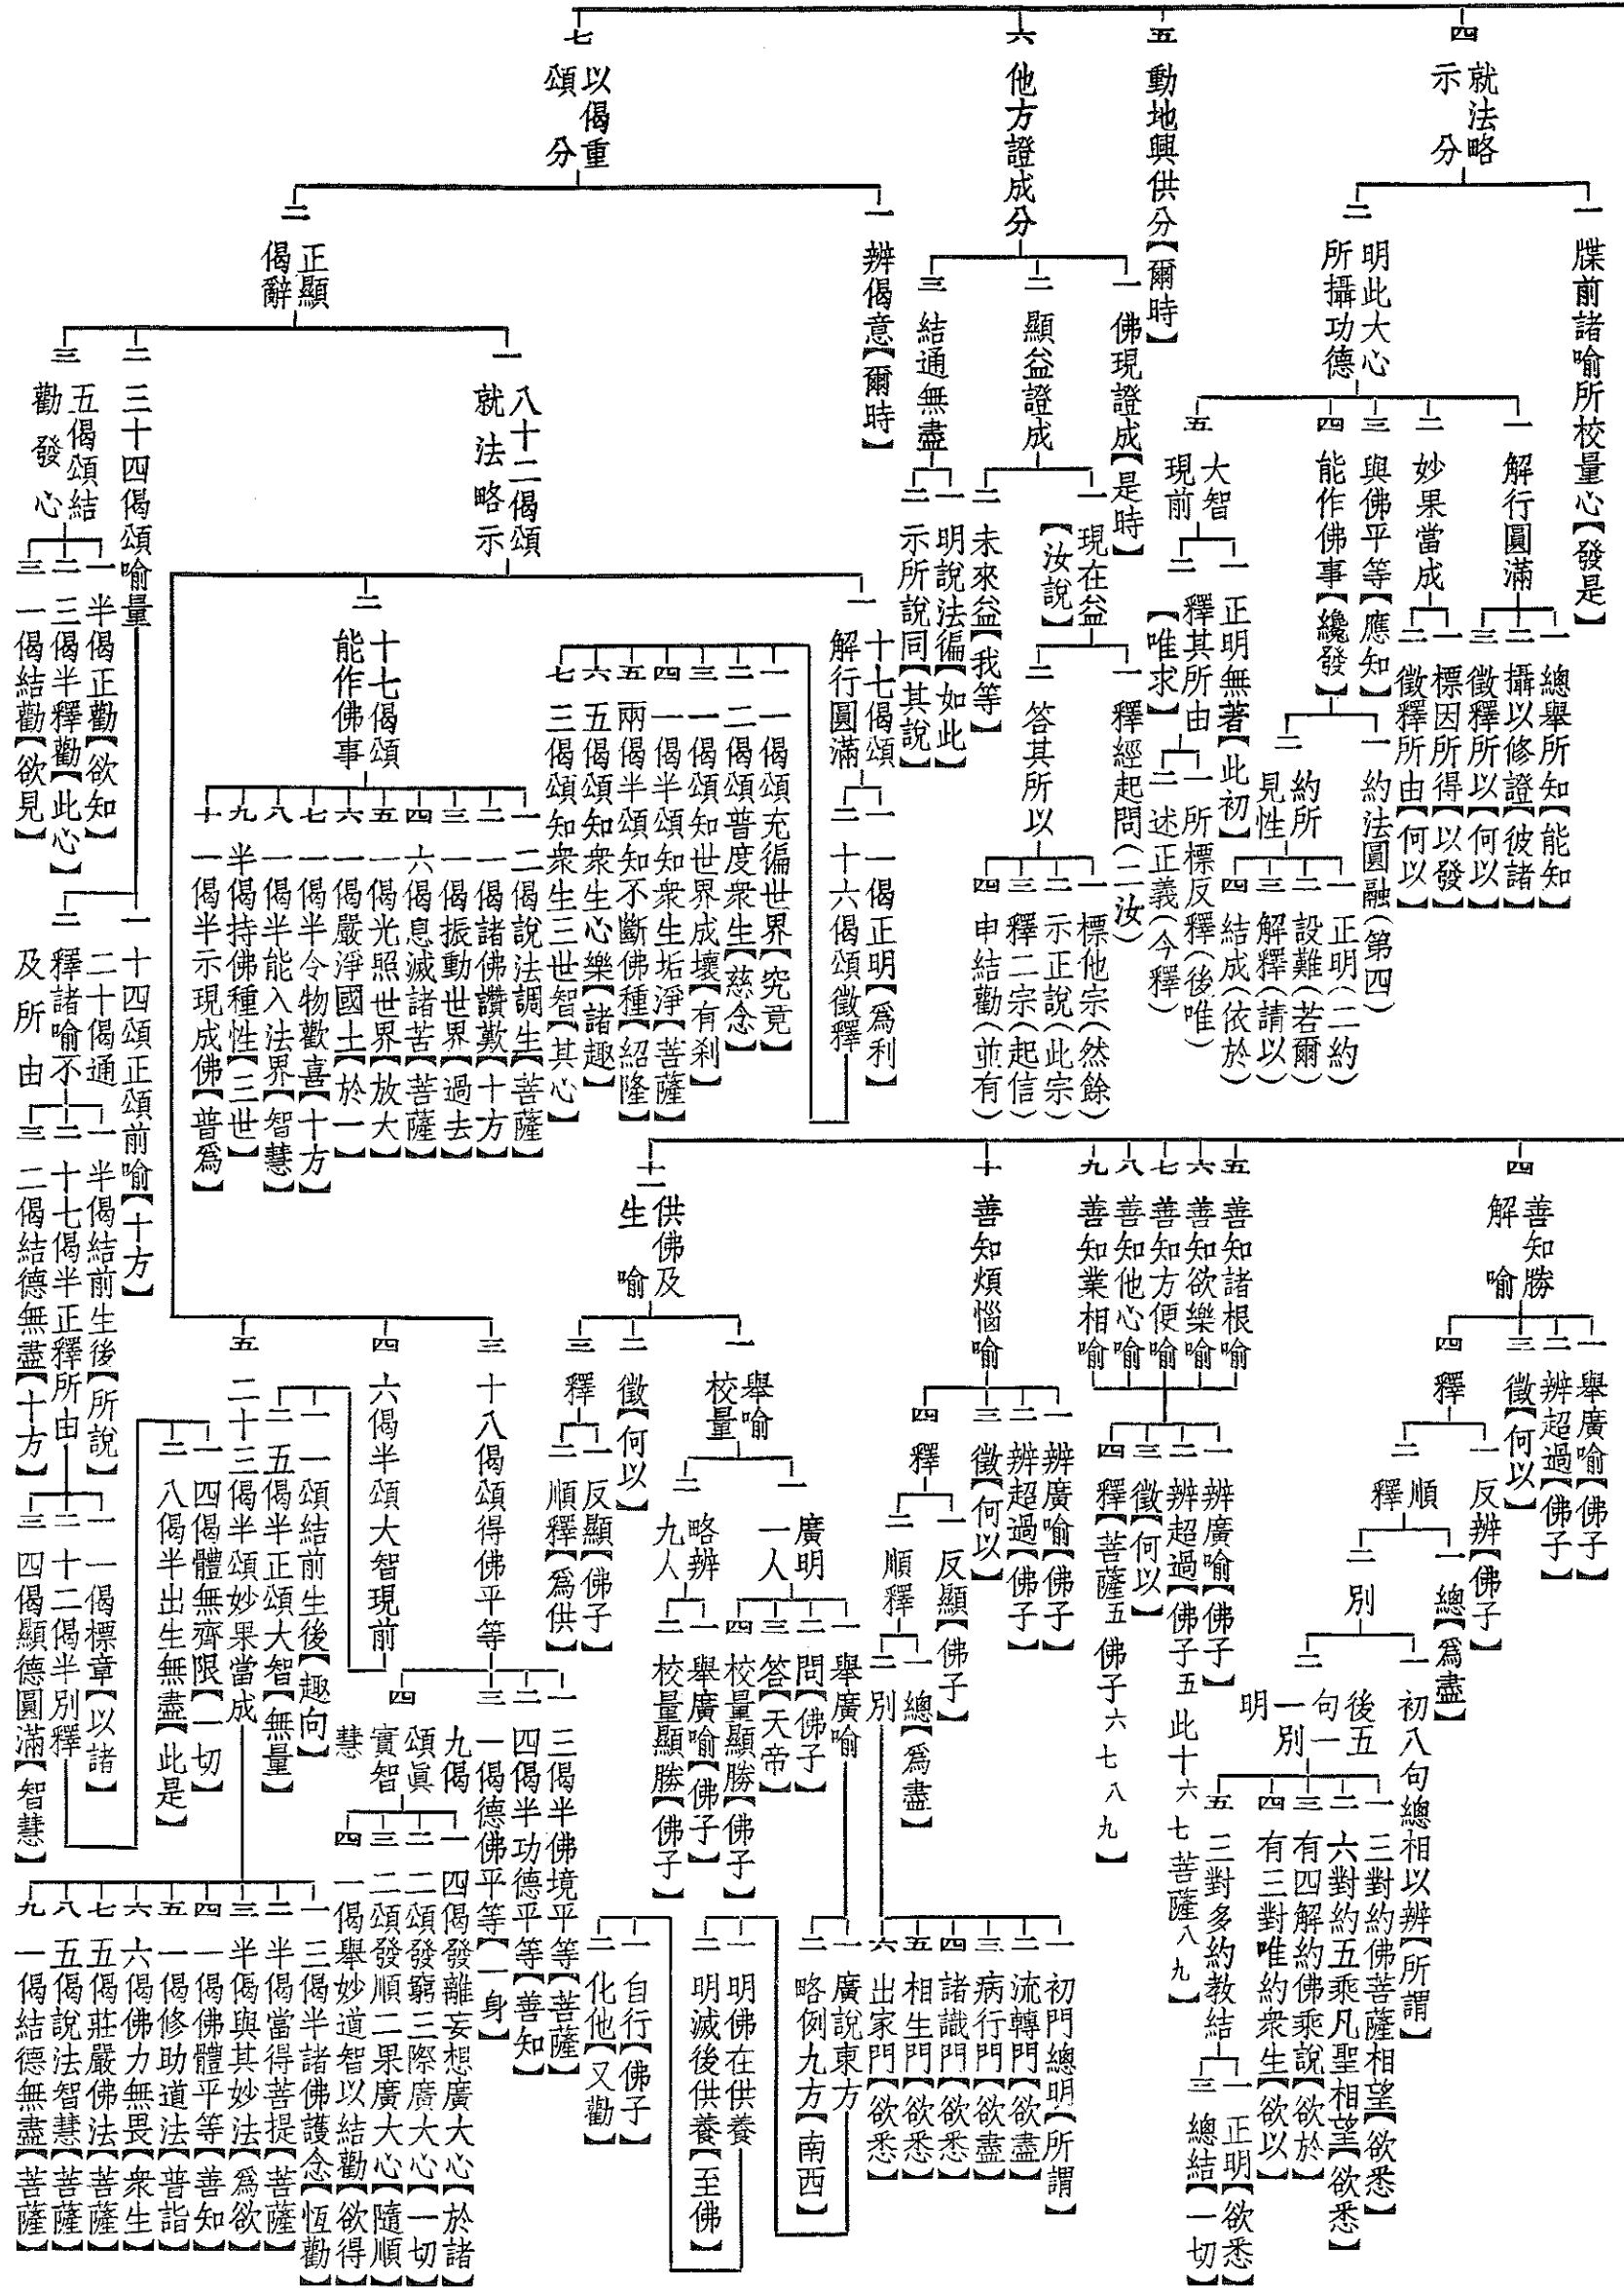 四 就法略示分
一 牒前諸喻所校量心【發是】
二 明此大心所攝功德
一 解行圓滿
一 總舉所知【能知】
二 攝以修證【彼諸】
三 徵釋所以【何以】
二 妙果當成
一 標因所得【以發】
二 徵釋所由【何以】
三 與佛平等【應知】
四 能作佛事【纔發】
一 約法圓融(第四)
二 約所見性
一 正明(二約)
二 設難(若爾)
三 解釋(請以)
四 結成(依於)
五 大智現前
一 正明無著【此初】
二 釋其所由【唯求】
一 所標反釋(後唯)
二 述正義(今釋)
五 動地興供分【爾時】
六 他方證成分
一 佛現證成【是時】
二 顯益證成
一 現在益【汝說】
一 釋經起問(二汝)
二 答其所以
一 標他宗(然餘)
二 示正說(此宗)
三 釋二宗(起信)
四 申結勸(並有)
二 未來益【我等】
三 結通無盡
一 明說法徧【如此】
二 示所說同【其說】
七 以偈重頌分
一 辨偈意【爾時】
二 正顯偈辭
一 八十二偈頌就法略示
一 十七偈頌解行圓滿
一 一偈正明【爲利】
二 十六偈頌徵釋
一 一偈頌充徧世界【究竟】
二 二偈頌普度衆生【慈念】
三 一偈頌知世界成壞【有刹】
四 一偈半頌知衆生垢淨【菩薩】
五 兩偈半頌知不斷佛種【紹隆】
六 五偈頌知衆生心樂【諸趣】
七 三偈頌知衆生三世智【其心】
二 十七偈頌能作佛事
一 二偈說法調生【菩薩】
二 一偈諸佛讚歎【十方】
三 一偈振動世界【過去】
四 六偈息滅諸苦【菩薩】
五 一偈光照世界【放大】
六 一偈嚴淨國土【於一】
七 一偈半令物歡喜【十方】
八 一偈半能入法界【智慧】
九 半偈持佛種性【三世】
十 一偈半示現成佛【普爲】
三 十八偈頌得佛平等
一 三偈半佛境平等【菩薩】
二 四偈半功德平等【善知】
三 一偈德佛平等【一身】
四 九偈頌眞實智慧
一 四偈發離妄想廣大心【於諸】
二 二頌發窮三際廣大心【一切】
三 二頌發順二果廣大心【隨順】
四 一偈舉妙道智以結勸【欲得】
四 六偈半頌大智現前
一 一頌結前生後【趣向】
二 五偈半正頌大智【無量】
五 二十三偈半頌妙果當成
一 三偈半諸佛護念【恆勸】
二 半偈當得菩提【菩薩】
三 半偈與其妙法【爲欲】
四 一偈佛體平等【善知】
五 一偈修助道法【普詣】
六 六偈佛力無畏【衆生】
七 五偈莊嚴佛法【菩薩】
八 五偈說法智慧【菩薩】
九 一偈結德無盡【菩薩】
二 三十四偈頌喻量
一 十四頌正頌前喻【十方】
二 二十偈通釋諸喻不及所由
一 半偈結前生後【所說】
二 十七偈半正釋所由
一 一偈標章【以諸】
二 十二偈半別釋
一 四偈體無齊限【一切】
二 八偈半出生無盡【此是】
三 四偈顯德圓滿【智慧】
三 二偈結德無盡【十方】
三 五偈頌結勸發心
一 半偈正勸【欲知】
二 三偈半釋勸【此心】
三 一偈結勸【欲見】
四 善知勝解喻
一 舉廣喻【佛子】
二 辨超過【佛子】
三 徵【何以】
四 釋
一 反辨【佛子】
二 順釋
一 總【爲盡】
二 別
一 初八句總相以辨【所謂】
二 後五句一一別明
一 三對約佛菩薩相望【欲悉】
二 六對約五乘凡聖相望【欲悉】
三 有四解約佛乘說【欲於】
四 有三對唯約衆生【欲以】
五 三對多約教結
一 正明【欲悉】
三 總結【一切】
五 善知諸根喻
六 善知欲樂喻
七 善知方便喻
八 善知他心喻
九 善知業相喻
一 辨廣喻【佛子】
二 辨超過【佛子五 此十六 七 菩薩八 九】
三 徵【何以】
四 釋【菩薩五 佛子六 七 八 九】
十 善知煩惱喻
一 辨廣喻【佛子】
二 辨超過【佛子】
三 徵【何以】
四 釋
一 反顯【佛子】
二 順釋
一 總【爲盡】
二 別
一 初門總明【所謂】
二 流轉門【欲盡】
三 病行門【欲盡】
四 諸識門【欲悉】
五 相生門【欲悉】
六 出家門【欲悉】
十一 供佛及生喻
一 舉喻校量
一 廣明一人
一 舉廣喻
一 廣說東方
一 明佛在供養
一 自行【佛子】
二 化他【又勸】
二 明滅後供養【至佛】
二 略例九方【南西】
二 問【佛子】
三 答【天帝】
四 校量顯勝【佛子】
二 略辨九人
一 舉廣喻【佛子】
二 校量顯勝【佛子】
二 徵【何以】
三 釋
一 反顯【佛子】
二 順釋【爲供】